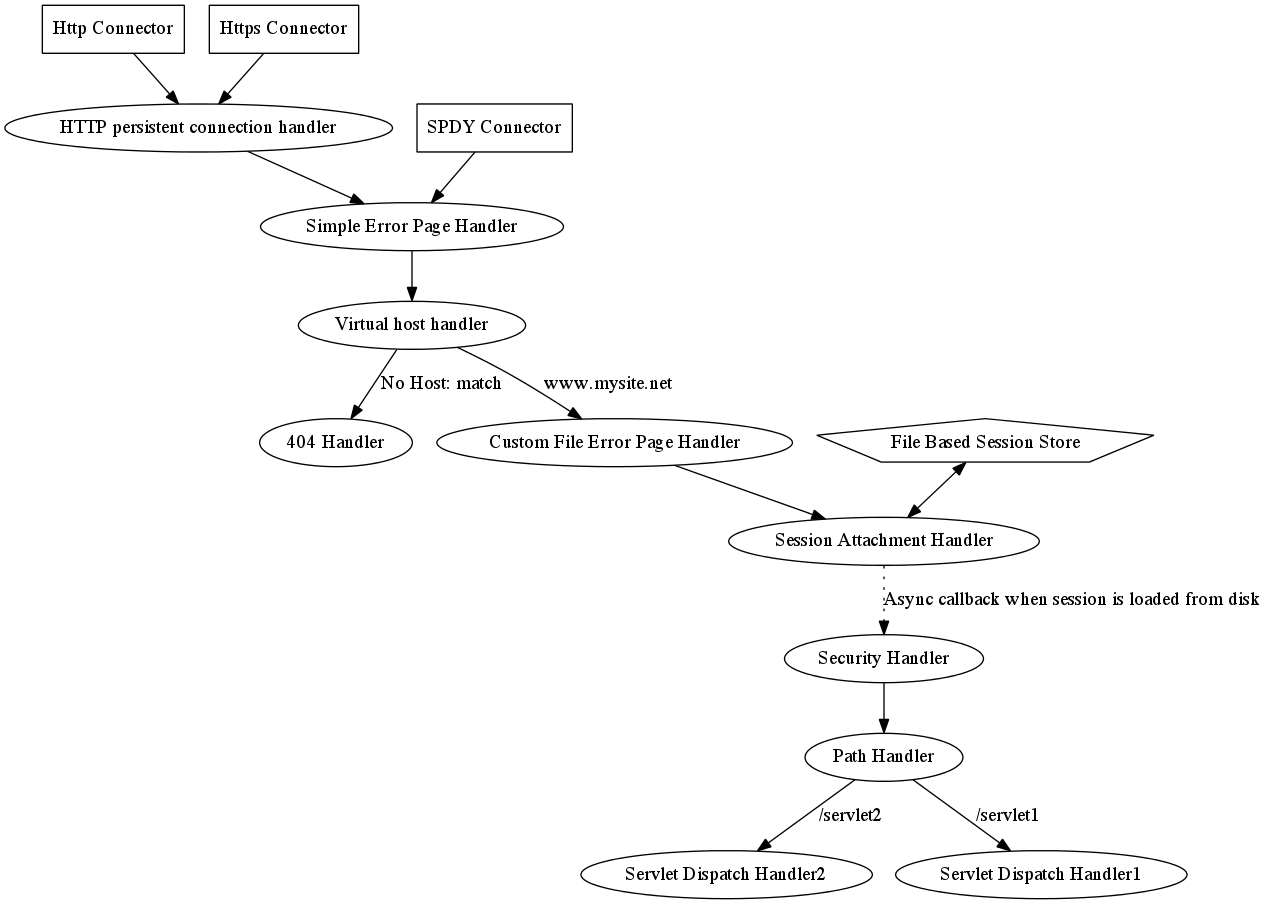 Http Connector
Https Connector
HTTP persistent connection handler
SPDY Connector
Simple Error Page Handler
Virtual host handler
No Host: match
www.mysite.net
404 Handler
Custom File Error Page Handler
File Based Session Store
Session Attachment Handler
Async callback when session is loaded from disk
Security Handler
Path Handler
/servlet2
/servlet1
Servlet Dispatch Handler2
Servlet Dispatch Handler1